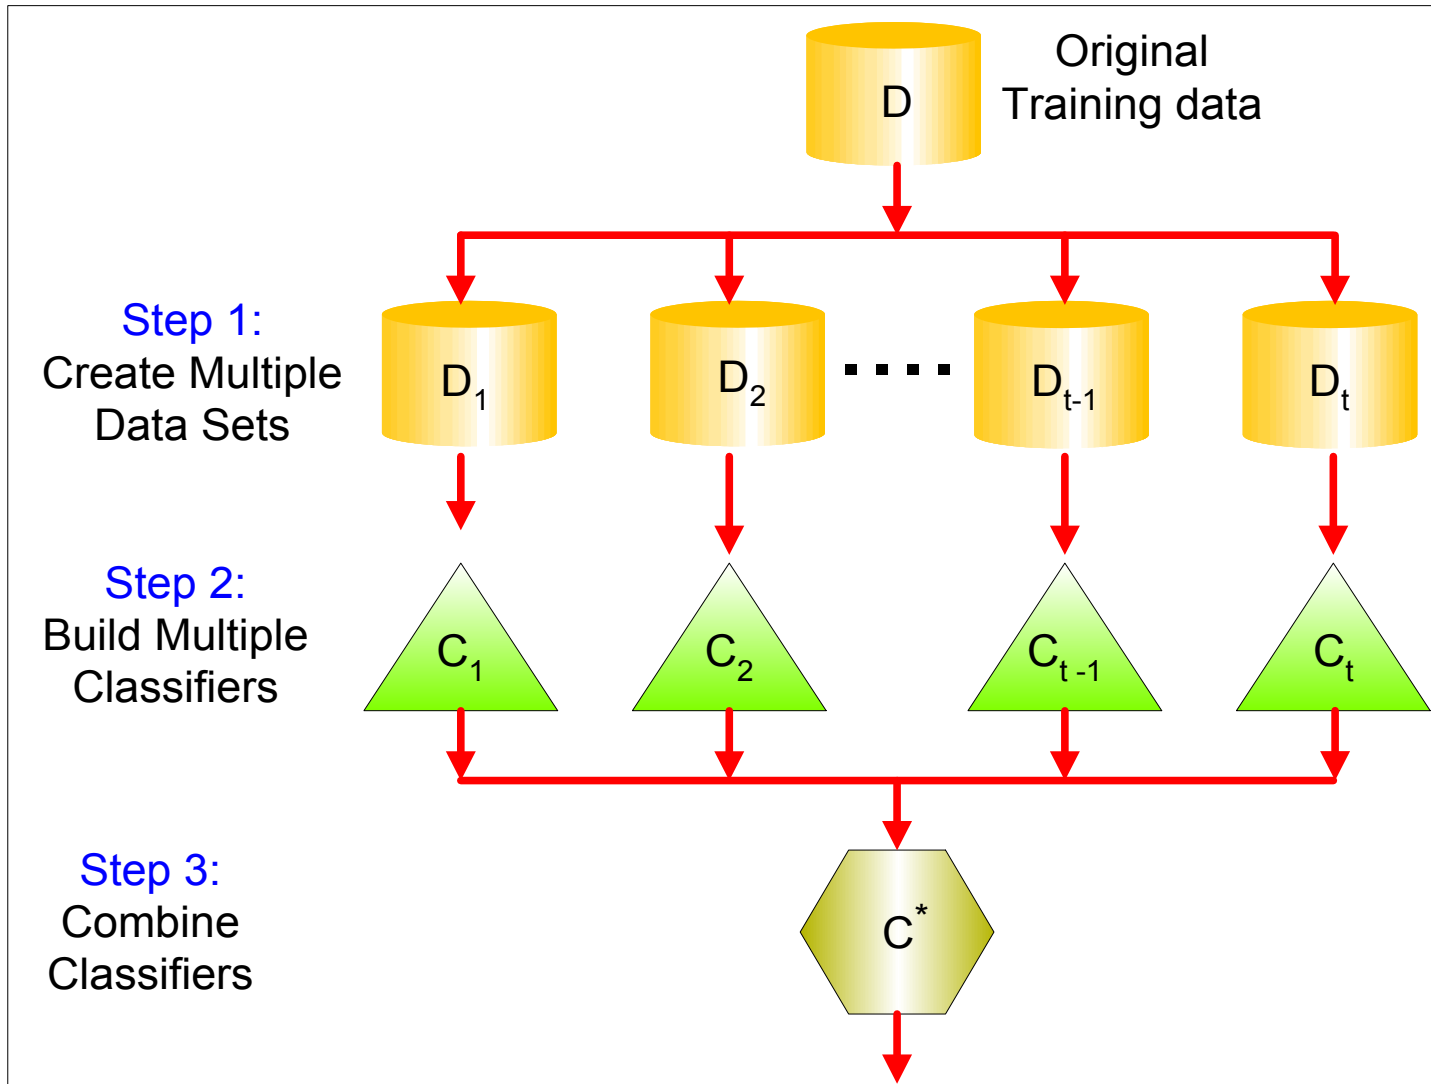 Original
Training data
D
Step 1:
Create Multiple
Data Sets
D1
D2
Dt-1
Dt
Step 2:
Build Multiple
Classifiers
C1
C2
Ct -1
Ct
Step 3:
Combine
Classifiers
C*